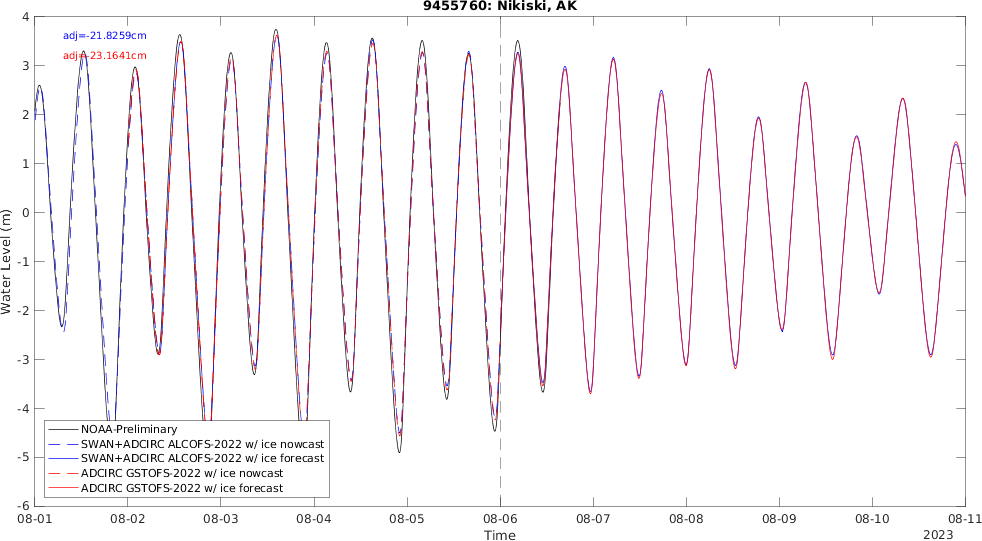 9455760: Nikiski, AK
adj=-21.8259cm
adj=-23.1641cm
Water Level (m)
4
3
2
1
0
-1
-2
-3
-4
-5
-6
NOAA-Preliminary
SWAN+ADCIRC ALCOFS-2022 w/ ice nowcast
SWAN+ADCIRC ALCOFS-2022 w/ ice forecast
ADCIRC GSTOFS-2022 w/ ice nowcast
ADCIRC GSTOFS-2022 w/ ice forecast
08-01 08-02 08-03 08-04 08-05 08-06 08-07 08-08 08-09 08-10 08-11
Time
2023